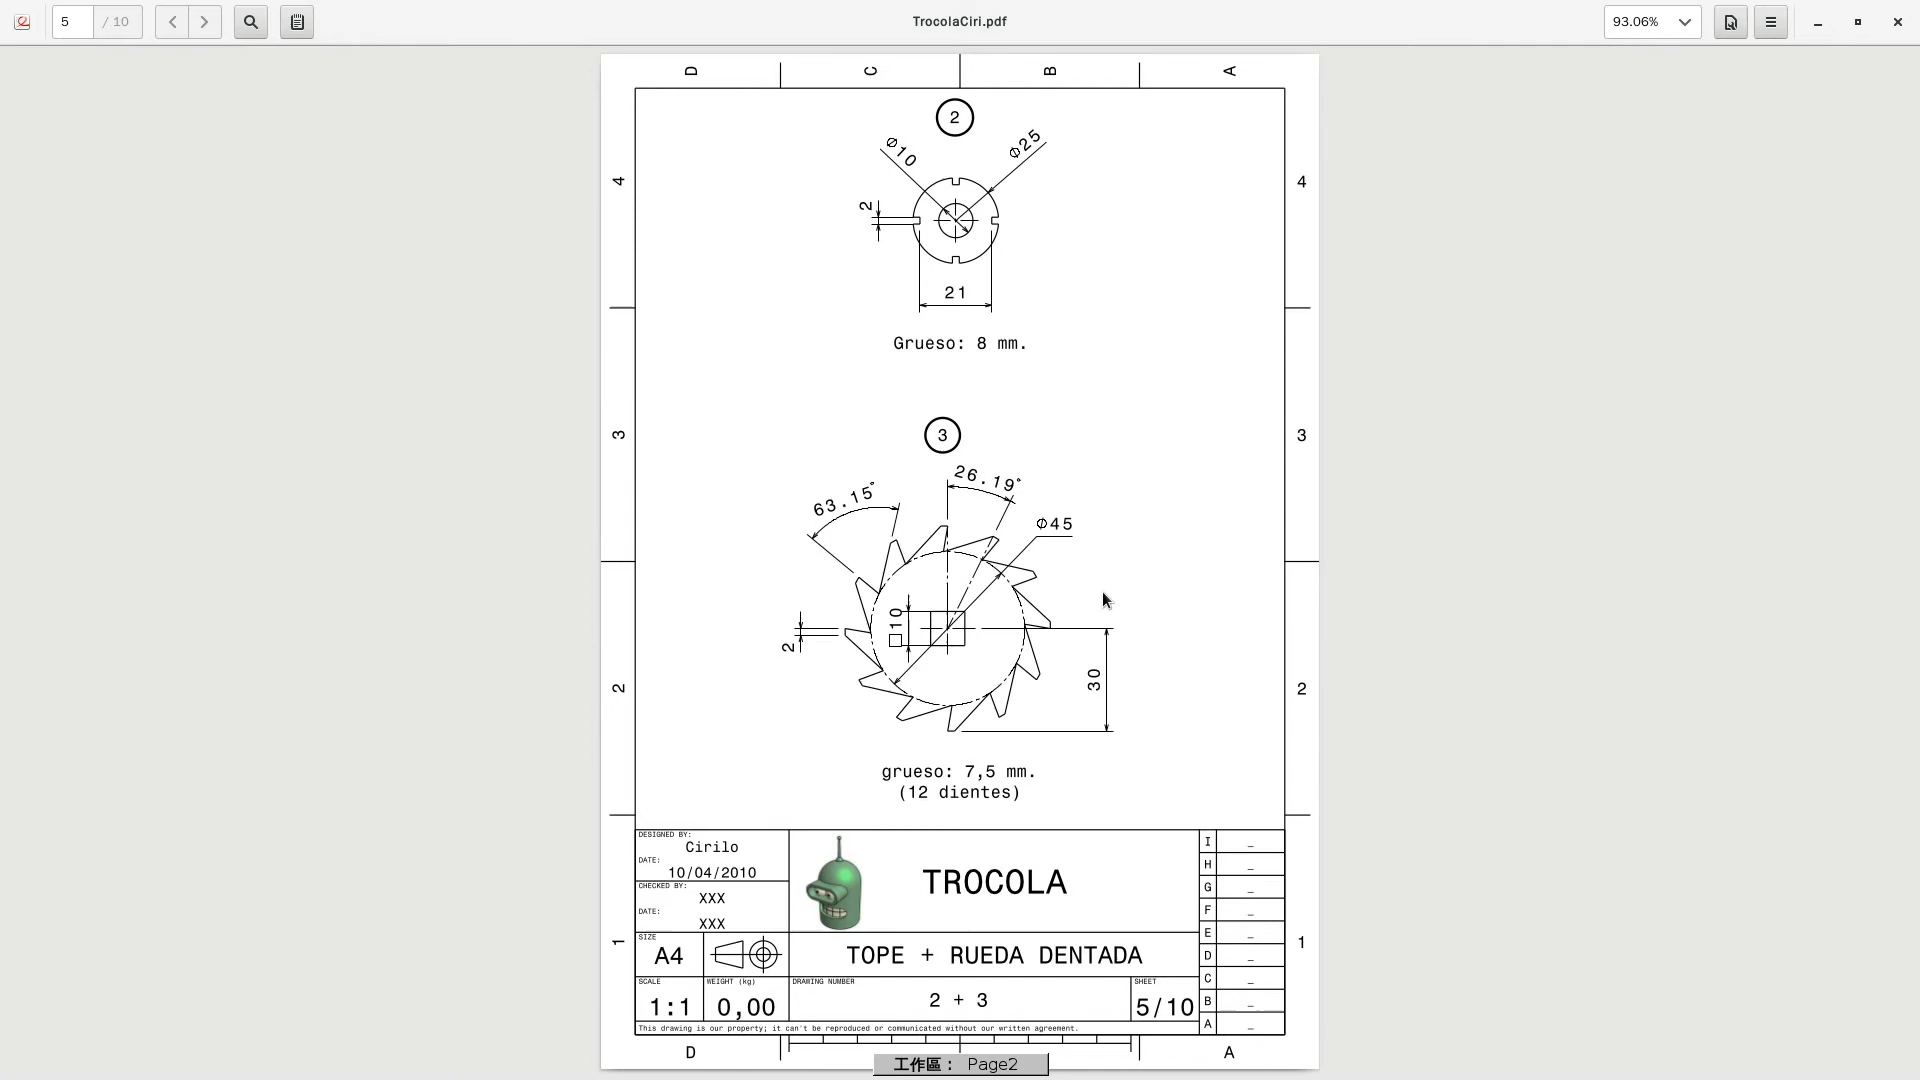 5 / 10
TrocolaCiri.pdf
93.06%
D C B A
2
⌀10
⌀25
4
4
2
21
Grueso: 8 mm.
3
3
3
26.19°
63.15°
⌀45
□10
2
30
2
2
grueso: 7,5 mm.
(12 dientes)
DESIGNED BY:
Cirilo
DATE:
10/04/2010
CHECKED BY:
XXX
DATE:
XXX
TROCOLA
I _
H _
G _
F _
E _
D _
C _
B _
A _
1
1
SIZE
A4
TOPE + RUEDA DENTADA
SCALE
1:1
WEIGHT (kg)
0,00
DRAWING NUMBER
2 + 3
SHEET
5/10
This drawing is our property; it can't be reproduced or communicated without our written agreement.
D A
工作區： Page2